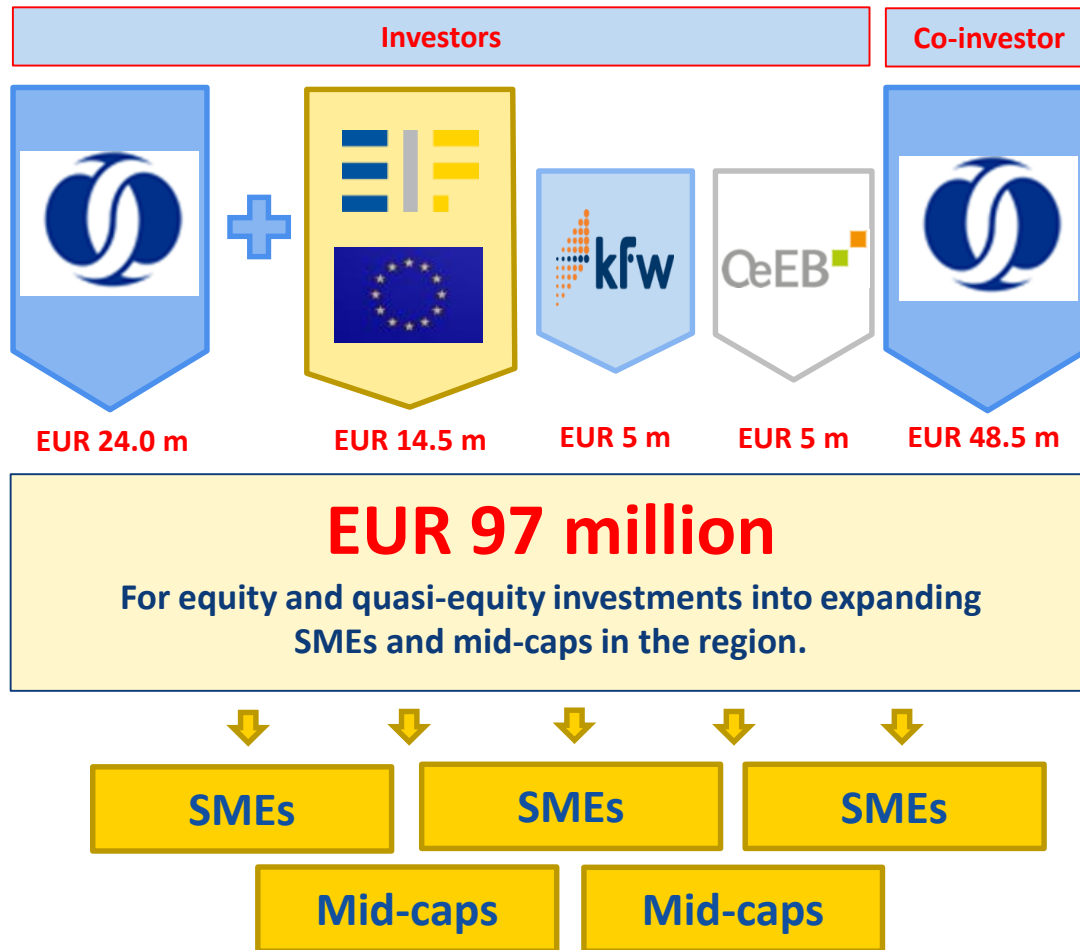 Investors
Co-investor
EIF
kfw
OeEB
EUR 24.0 m
EUR 14.5 m
EUR 5 m
EUR 5 m
EUR 48.5 m
EUR 97 million
For equity and quasi-equity investments into expanding
SMEs and mid-caps in the region.
SMEs
SMEs
SMEs
Mid-caps
Mid-caps